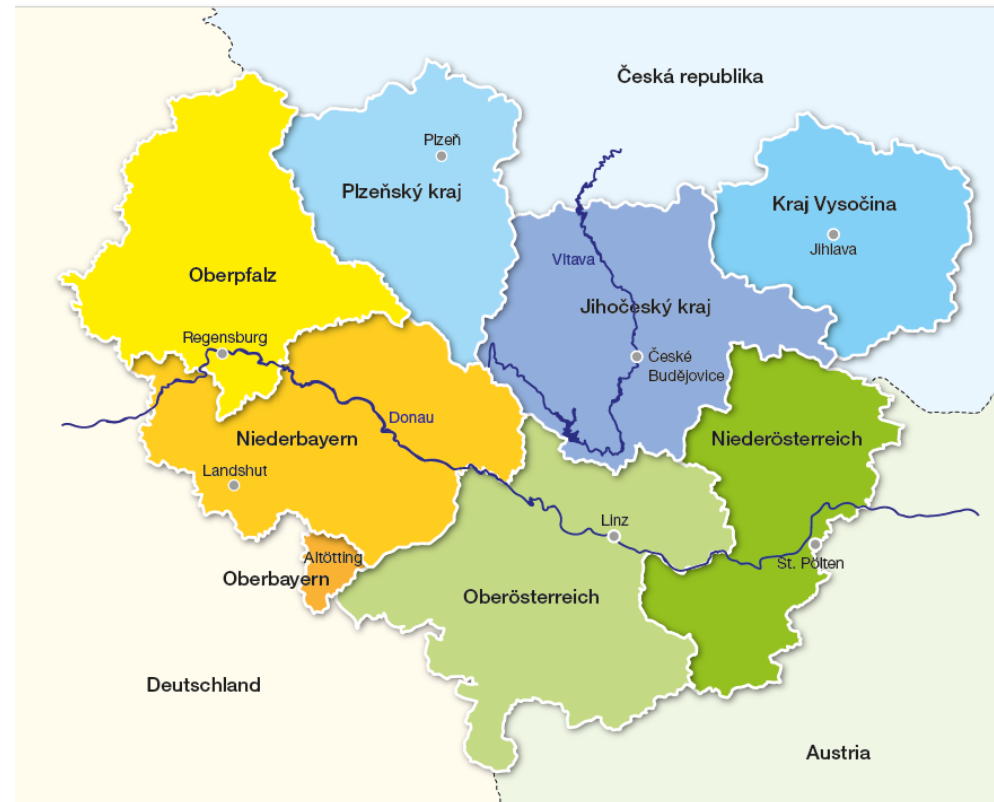 Česká republika
Plzeň
Plzeňský kraj
Kraj Vysočina
Jihlava
Vltava
Oberpfalz
Jihočeský kraj
Regensburg
České
Budějovice
Donau
Niederbayern
Niederösterreich
Landshut
Linz
Altötting
St. Pölten
Oberbayern
Oberösterreich
Deutschland
Austria